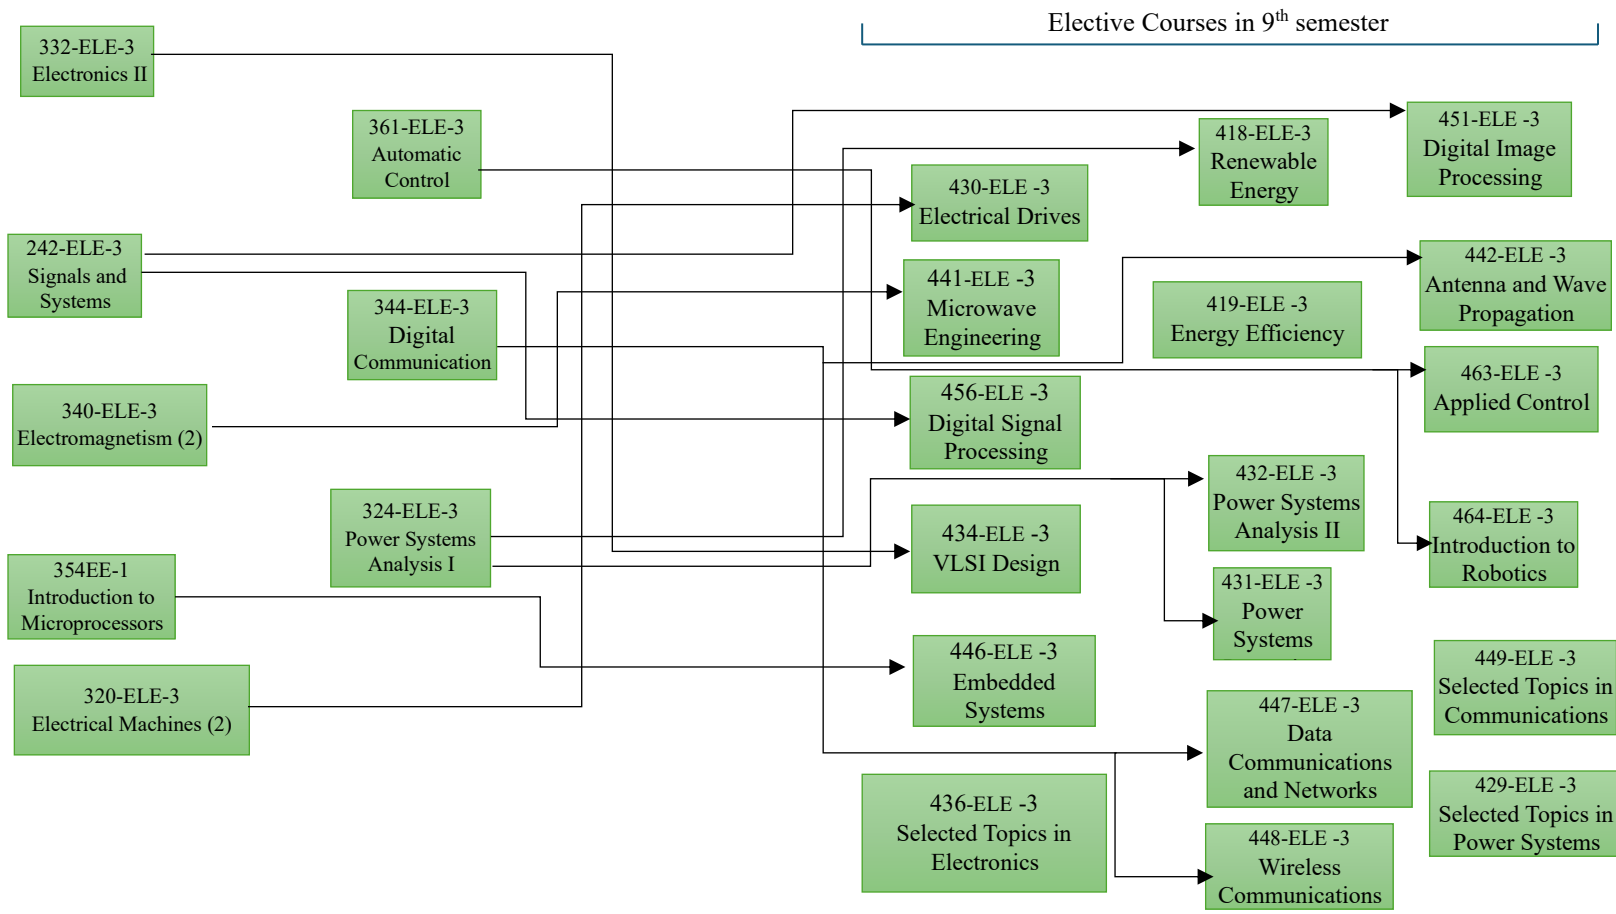 Elective Courses in 9th semester
332-ELE-3
Electronics II
361-ELE-3
Automatic
Control
242-ELE-3
Signals and
Systems
344-ELE-3
Digital
Communication
340-ELE-3
Electromagnetism (2)
324-ELE-3
Power Systems
Analysis I
354EE-1
Introduction to
Microprocessors
320-ELE-3
Electrical Machines (2)
430-ELE -3
Electrical Drives
441-ELE -3
Microwave
Engineering
456-ELE -3
Digital Signal
Processing
434-ELE -3
VLSI Design
446-ELE -3
Embedded
Systems
436-ELE -3
Selected Topics in
Electronics
418-ELE-3
Renewable
Energy
419-ELE -3
Energy Efficiency
432-ELE -3
Power Systems
Analysis II
431-ELE -3
Power
Systems
447-ELE -3
Data
Communications
and Networks
448-ELE -3
Wireless
Communications
451-ELE -3
Digital Image
Processing
442-ELE -3
Antenna and Wave
Propagation
463-ELE -3
Applied Control
464-ELE -3
Introduction to
Robotics
449-ELE -3
Selected Topics in
Communications
429-ELE -3
Selected Topics in
Power Systems